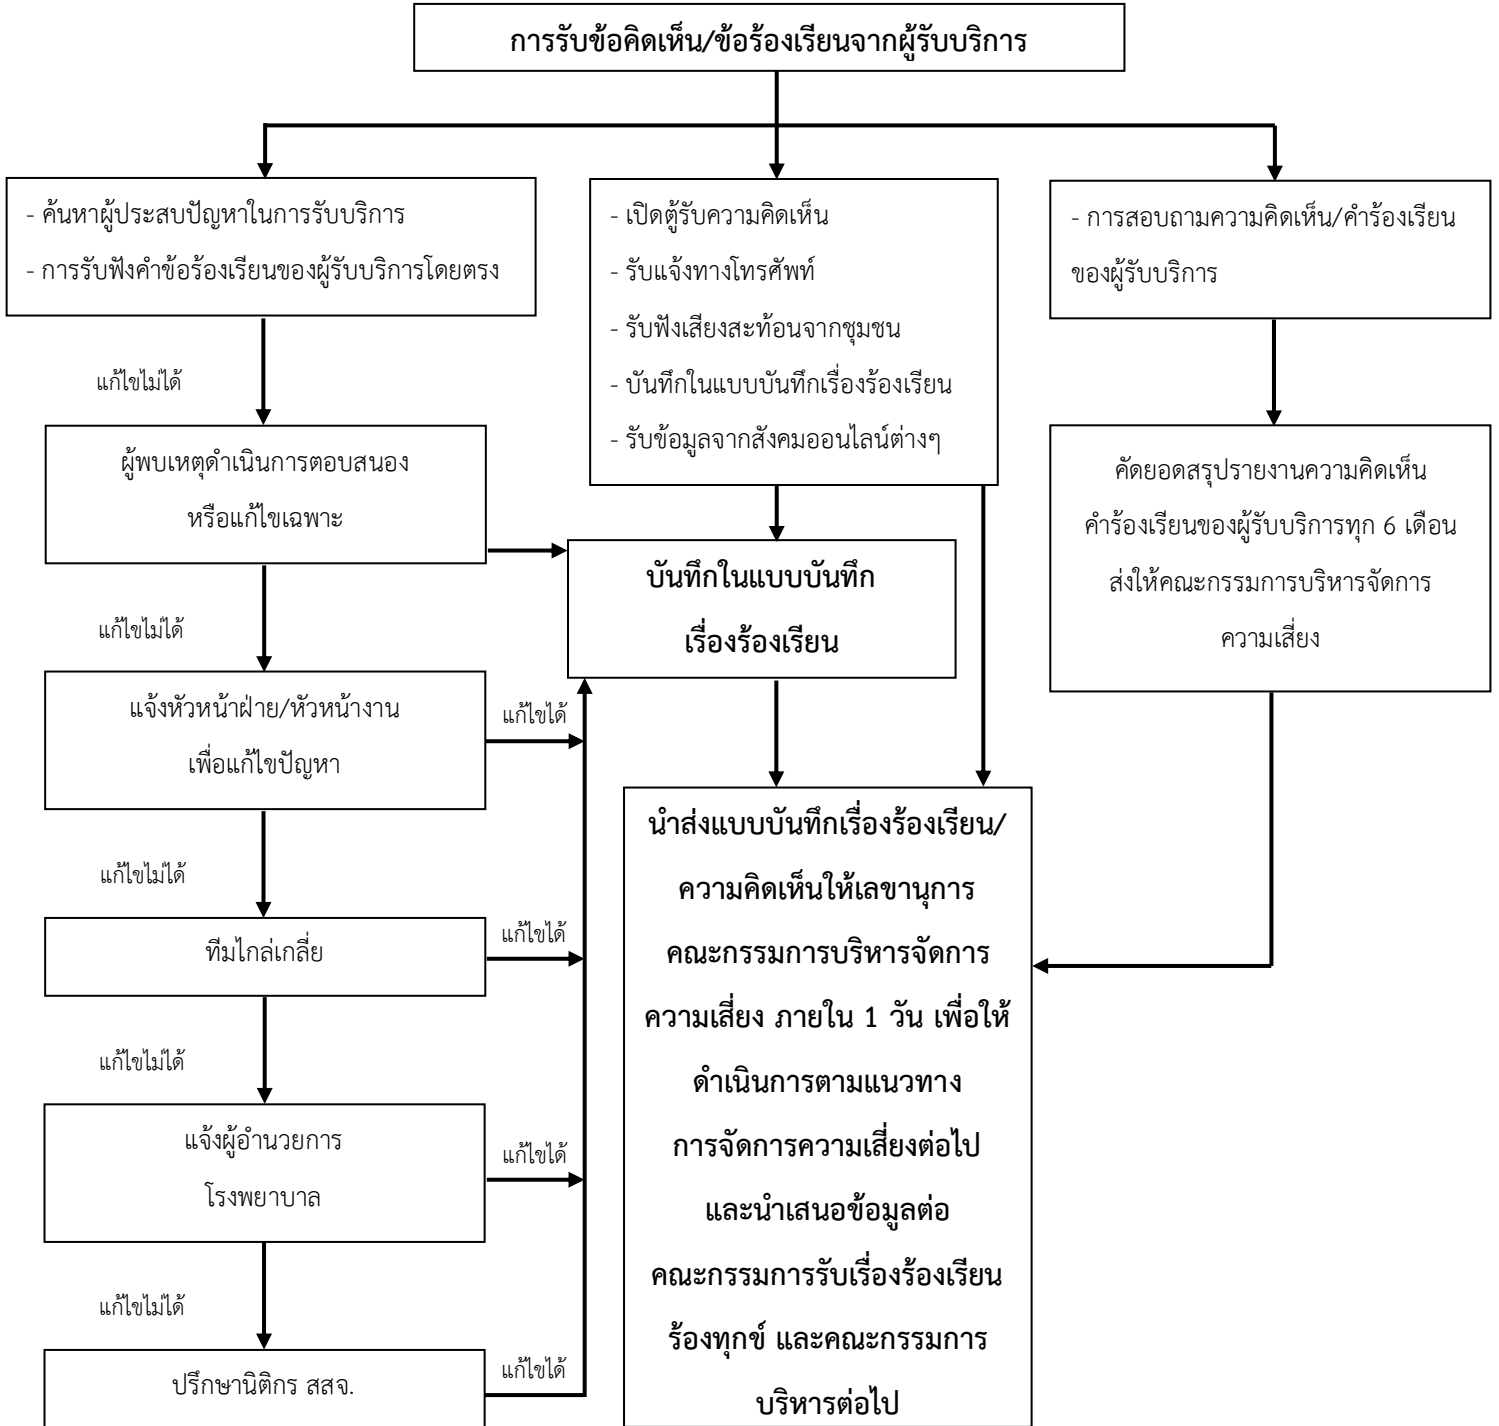 การรับข้อคิดเห็น/ข้อร้องเรียนจากผู้รับบริการ
- ค้นหาผู้ประสบปัญหาในการรับบริการ
- การรับฟังคำข้อร้องเรียนของผู้รับบริการโดยตรง
แก้ไขไม่ได้
ผู้พบเหตุดำเนินการตอบสนอง
หรือแก้ไขเฉพาะ
แก้ไขไม่ได้
แจ้งหัวหน้าฝ่าย/หัวหน้างาน
เพื่อแก้ไขปัญหา
แก้ไขได้
แก้ไขไม่ได้
ทีมไกล่เกลี่ย
แก้ไขได้
แก้ไขไม่ได้
แจ้งผู้อำนวยการ
โรงพยาบาล
แก้ไขได้
แก้ไขไม่ได้
ปรึกษานิติกร สสจ.
แก้ไขได้
- เปิดตู้รับความคิดเห็น
- รับแจ้งทางโทรศัพท์
- รับฟังเสียงสะท้อนจากชุมชน
- บันทึกในแบบบันทึกเรื่องร้องเรียน
- รับข้อมูลจากสังคมออนไลน์ต่างๆ
บันทึกในแบบบันทึก
เรื่องร้องเรียน
นำส่งแบบบันทึกเรื่องร้องเรียน/
ความคิดเห็นให้เลขานุการ
คณะกรรมการบริหารจัดการ
ความเสี่ยง ภายใน 1 วัน เพื่อให้
ดำเนินการตามแนวทาง
การจัดการความเสี่ยงต่อไป
และนำเสนอข้อมูลต่อ
คณะกรรมการรับเรื่องร้องเรียน
ร้องทุกข์ และคณะกรรมการ
บริหารต่อไป
- การสอบถามความคิดเห็น/คำร้องเรียน
ของผู้รับบริการ
คัดยอดสรุปรายงานความคิดเห็น
คำร้องเรียนของผู้รับบริการทุก 6 เดือน
ส่งให้คณะกรรมการบริหารจัดการ
ความเสี่ยง